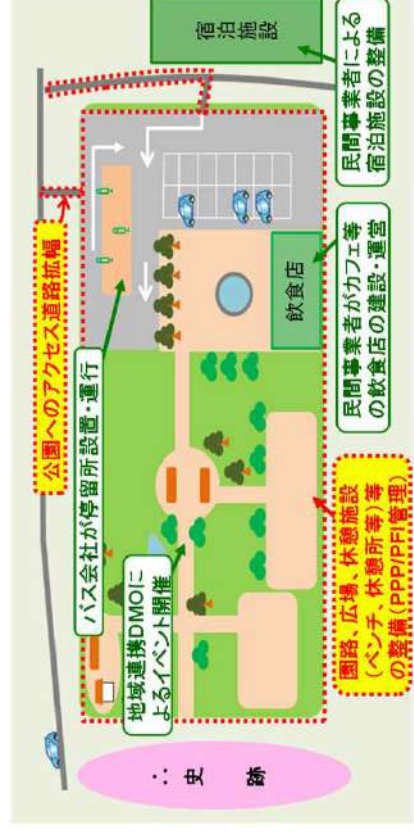 公園へのアクセス道路拡幅
バス会社が停留所設置・運行
地域連携DMOに
よるイベント開催
∴史跡
宿泊施設
飲食店
園路、広場、休憩施設
(ベンチ、休憩所等)等
の整備(PPP/PFI管理)
民間事業者がカフェ等
の飲食店の建設・運営
民間事業者による
宿泊施設の整備